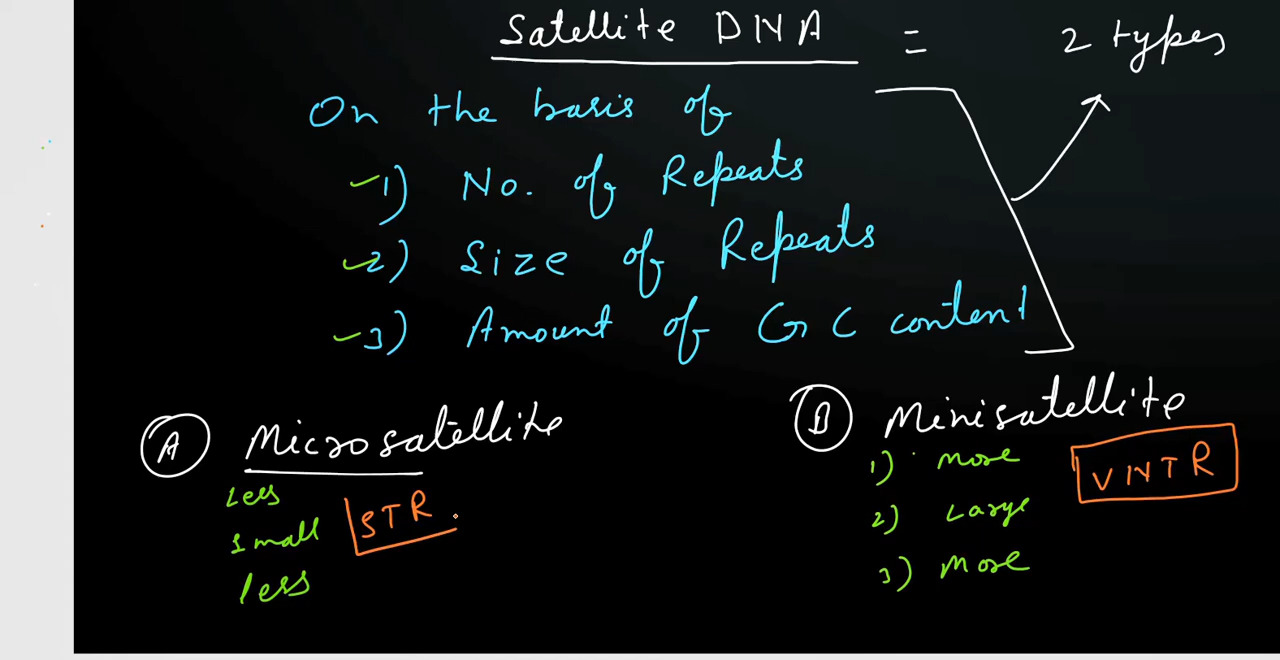 Satellite DNA = 2 types
On the basis of
1) No. of Repeats
2) Size of Repeats
3) Amount of GC content
A Microsatellite
Less
Small
less
STR
B Minisatellite
1) More
2) Large
3) More
VNTR